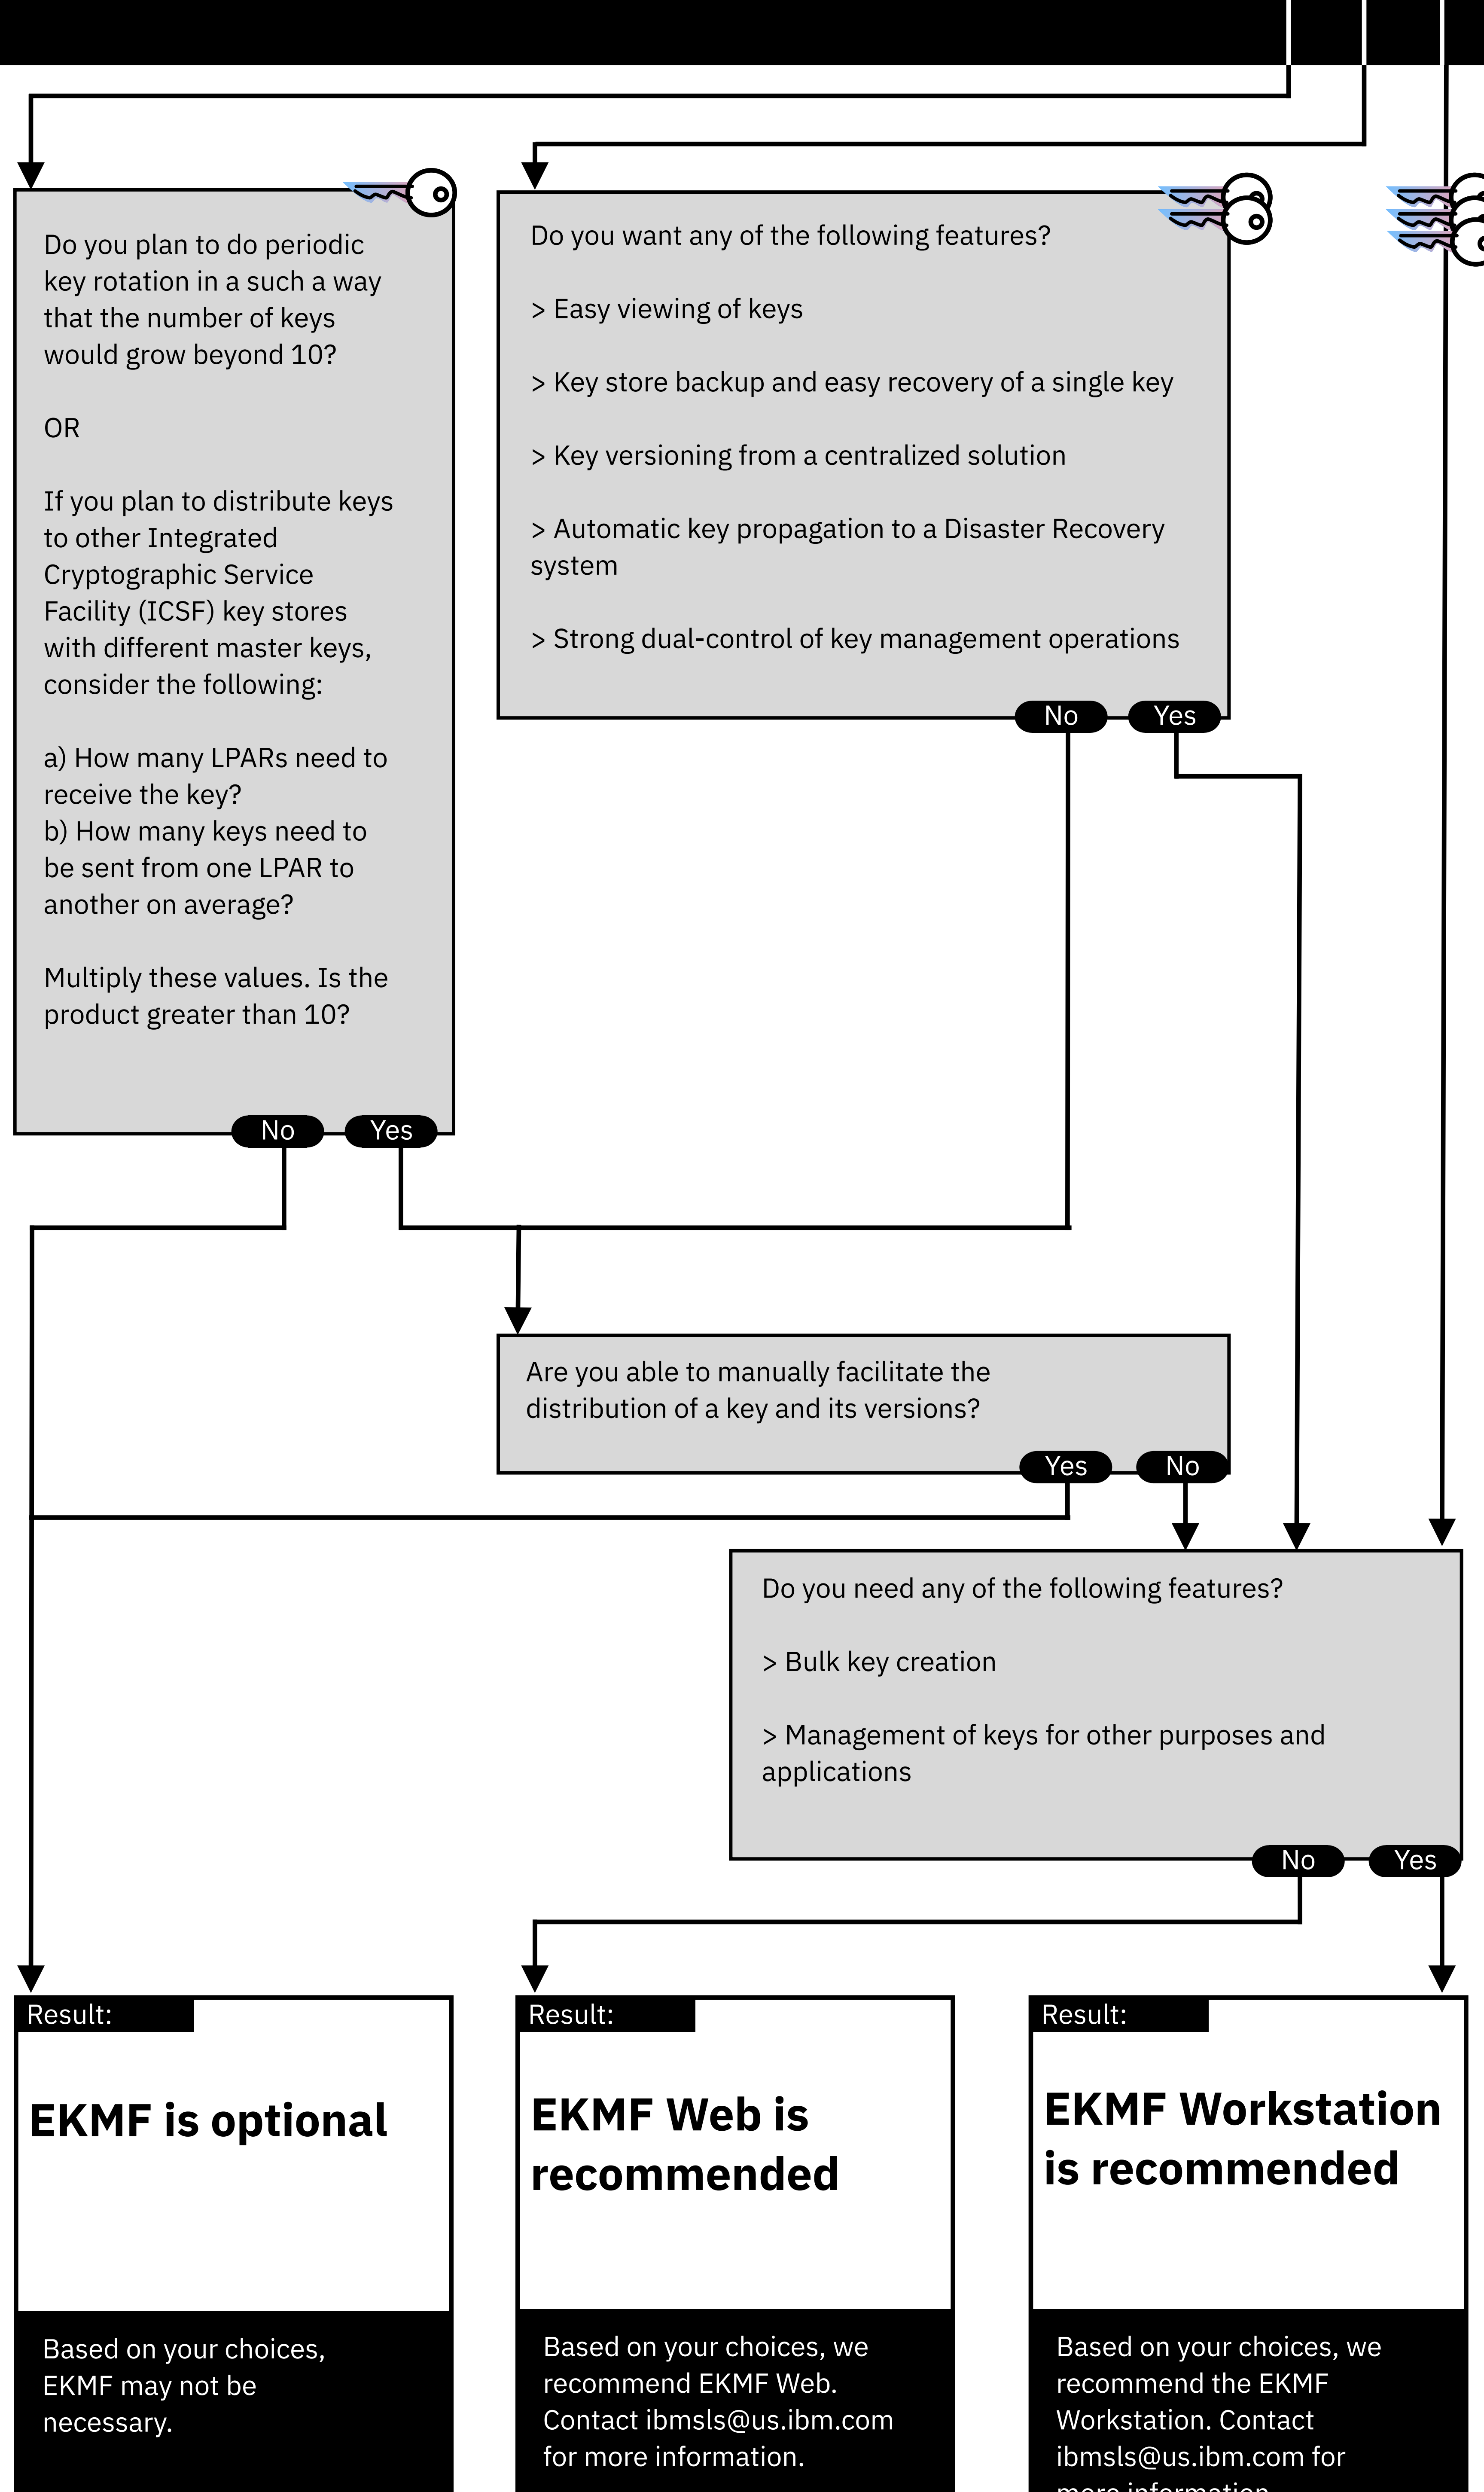 Do you plan to do periodic
key rotation in a such a way
that the number of keys
would grow beyond 10?
OR
If you plan to distribute keys
to other Integrated
Cryptographic Service
Facility (ICSF) key stores
with different master keys,
consider the following:
a) How many LPARs need to
receive the key?
b) How many keys need to
be sent from one LPAR to
another on average?
Multiply these values. Is the
product greater than 10?
No
Yes
Do you want any of the following features?
> Easy viewing of keys
> Key store backup and easy recovery of a single key
> Key versioning from a centralized solution
> Automatic key propagation to a Disaster Recovery
system
> Strong dual-control of key management operations
No
Yes
Are you able to manually facilitate the
distribution of a key and its versions?
Yes
No
Do you need any of the following features?
> Bulk key creation
> Management of keys for other purposes and
applications
No
Yes
Result:
EKMF is optional
Based on your choices,
EKMF may not be
necessary.
Result:
EKMF Web is
recommended
Based on your choices, we
recommend EKMF Web.
Contact ibmsls@us.ibm.com
for more information.
Result:
EKMF Workstation
is recommended
Based on your choices, we
recommend the EKMF
Workstation. Contact
ibmsls@us.ibm.com for
more information